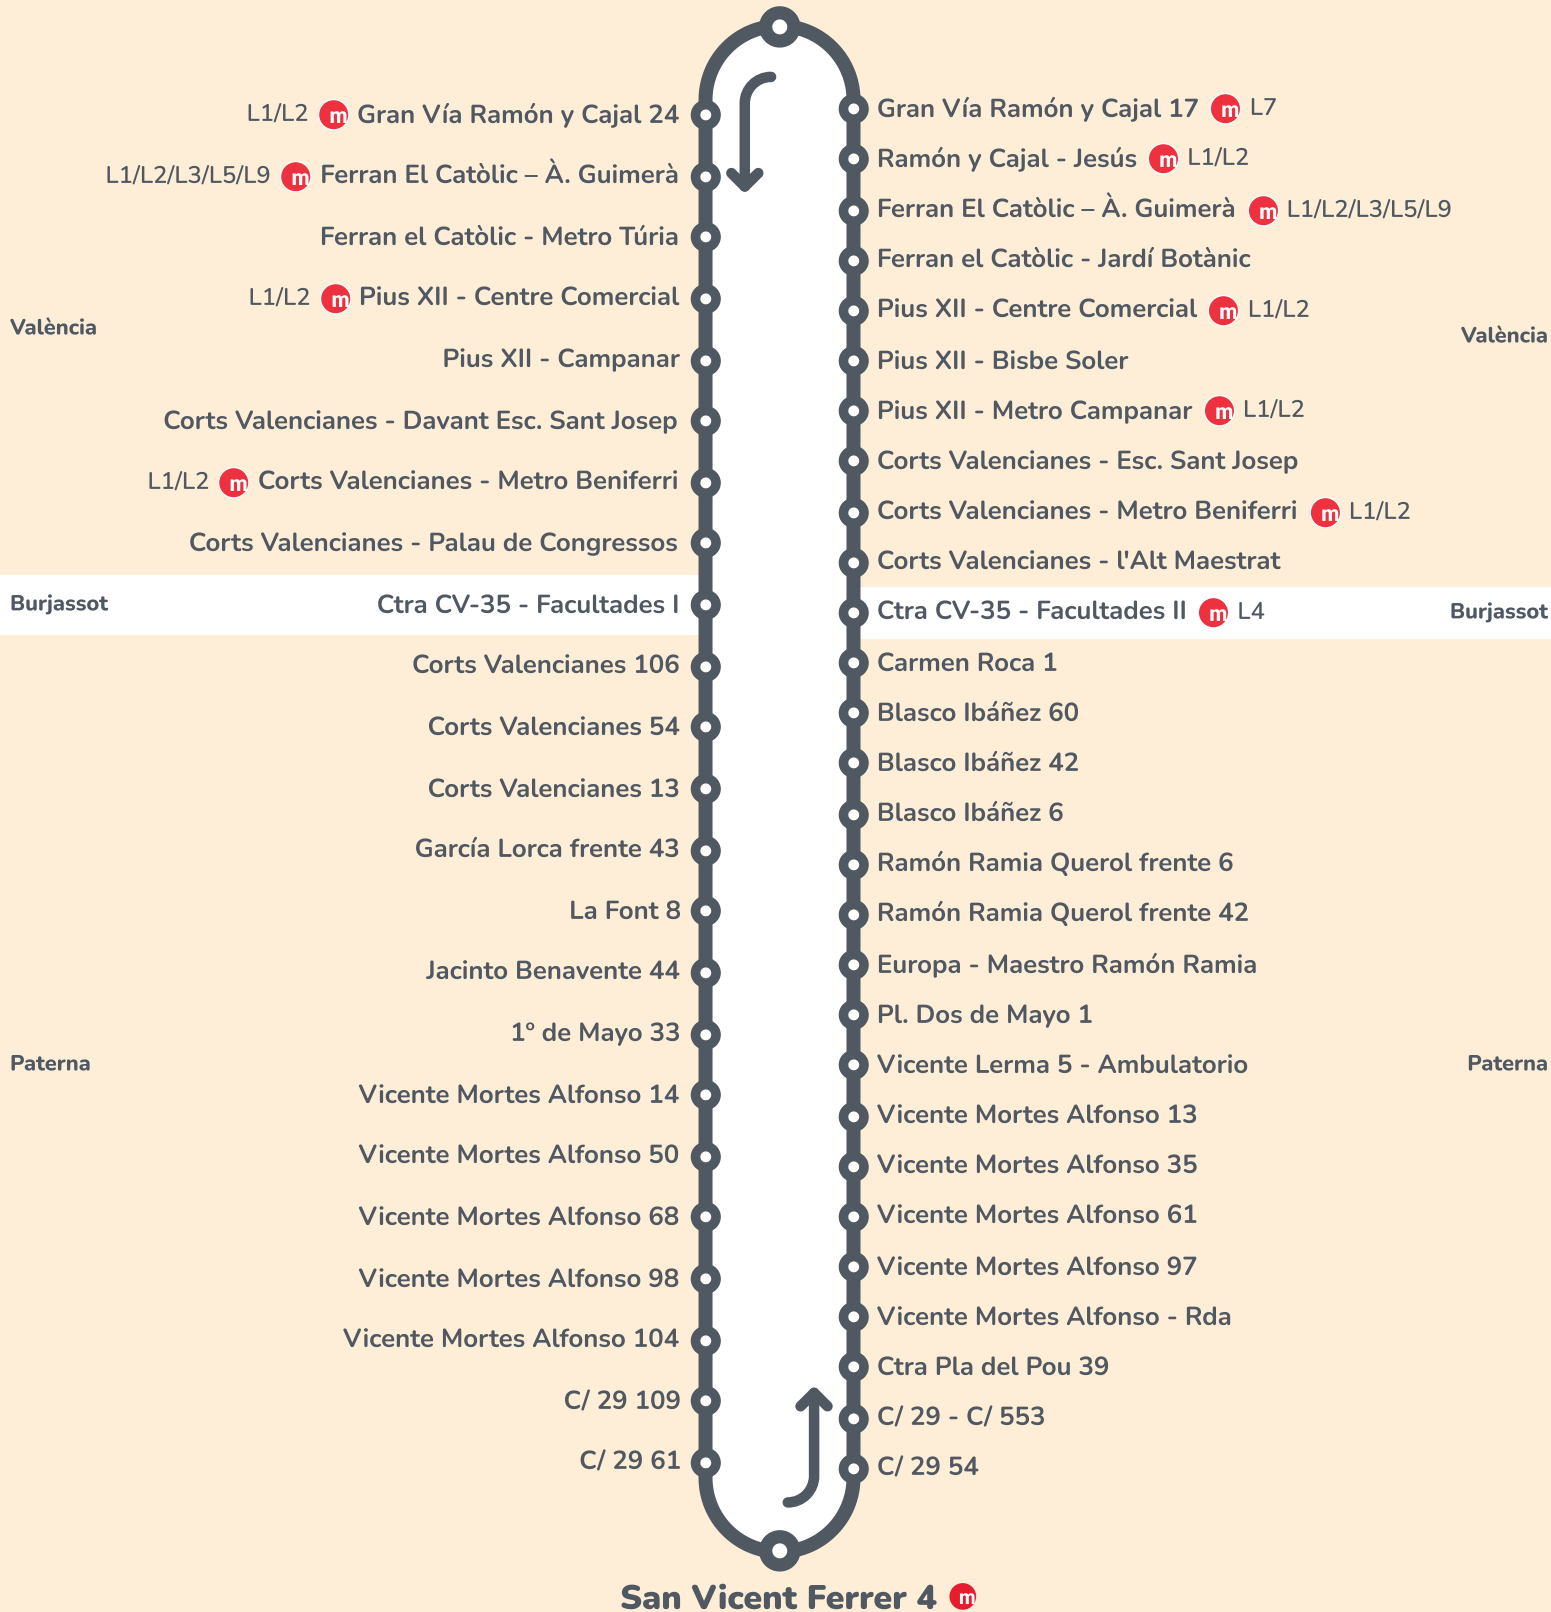 L1/L2 m Gran Vía Ramón y Cajal 24
L1/L2/L3/L5/L9 m Ferran El Catòlic – À. Guimerà
Ferran el Catòlic - Metro Túria
L1/L2 m Pius XII - Centre Comercial
València
Pius XII - Campanar
Corts Valencianes - Davant Esc. Sant Josep
L1/L2 m Corts Valencianes - Metro Beniferri
Corts Valencianes - Palau de Congressos
Burjassot
Ctra CV-35 - Facultades I
Corts Valencianes 106
Corts Valencianes 54
Corts Valencianes 13
García Lorca frente 43
La Font 8
Jacinto Benavente 44
1º de Mayo 33
Paterna
Vicente Mortes Alfonso 14
Vicente Mortes Alfonso 50
Vicente Mortes Alfonso 68
Vicente Mortes Alfonso 98
Vicente Mortes Alfonso 104
C/ 29 109
C/ 29 61
Gran Vía Ramón y Cajal 17 m L7
Ramón y Cajal - Jesús m L1/L2
Ferran El Catòlic – À. Guimerà m L1/L2/L3/L5/L9
Ferran el Catòlic - Jardí Botànic
Pius XII - Centre Comercial m L1/L2
València
Pius XII - Bisbe Soler
Pius XII - Metro Campanar m L1/L2
Corts Valencianes - Esc. Sant Josep
Corts Valencianes - Metro Beniferri m L1/L2
Corts Valencianes - l'Alt Maestrat
Ctra CV-35 - Facultades II m L4
Burjassot
Carmen Roca 1
Blasco Ibáñez 60
Blasco Ibáñez 42
Blasco Ibáñez 6
Ramón Ramia Querol frente 6
Ramón Ramia Querol frente 42
Europa - Maestro Ramón Ramia
Pl. Dos de Mayo 1
Vicente Lerma 5 - Ambulatorio
Paterna
Vicente Mortes Alfonso 13
Vicente Mortes Alfonso 35
Vicente Mortes Alfonso 61
Vicente Mortes Alfonso 97
Vicente Mortes Alfonso - Rda
Ctra Pla del Pou 39
C/ 29 - C/ 553
C/ 29 54
San Vicent Ferrer 4 m